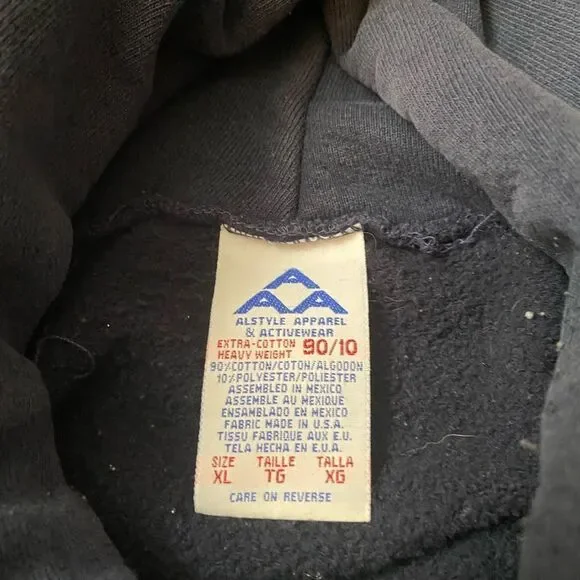 A
A A
ALSTYLE APPAREL
& ACTIVEWEAR
EXTRA-COTTON
HEAVY WEIGHT 90/10
90%COTTON/COTON/ALGODON
10%POLYESTER/POLIESTER
ASSEMBLED IN MEXICO
ASSEMBLE AU MEXIQUE
ENSAMBLADO EN MEXICO
FABRIC MADE IN U.S.A.
TISSU FABRIQUE AUX E.U.
TELA HECHA EN E.U.A.
SIZE TAILLE TALLA
XL TG XG
CARE ON REVERSE